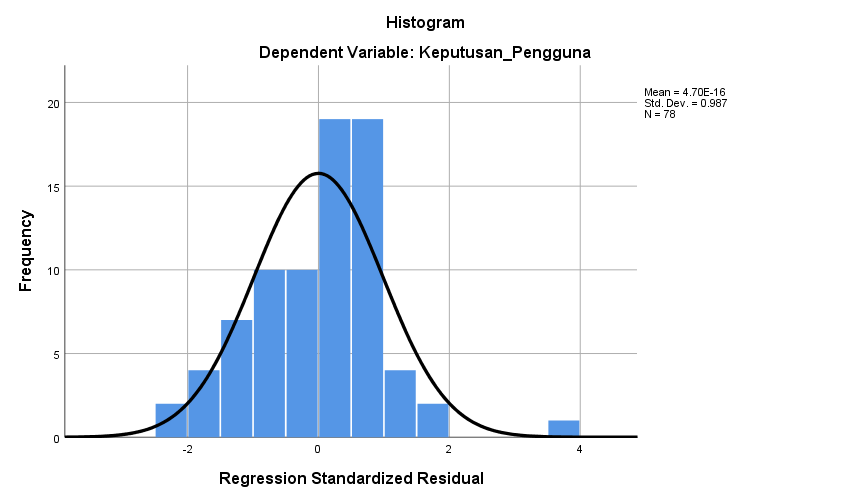 Histogram
Dependent Variable: Keputusan_Pengguna
Mean = 4.70E-16
Std. Dev. = 0.987
N = 78
Frequency
20
15
10
5
0
-2
0
2
4
Regression Standardized Residual